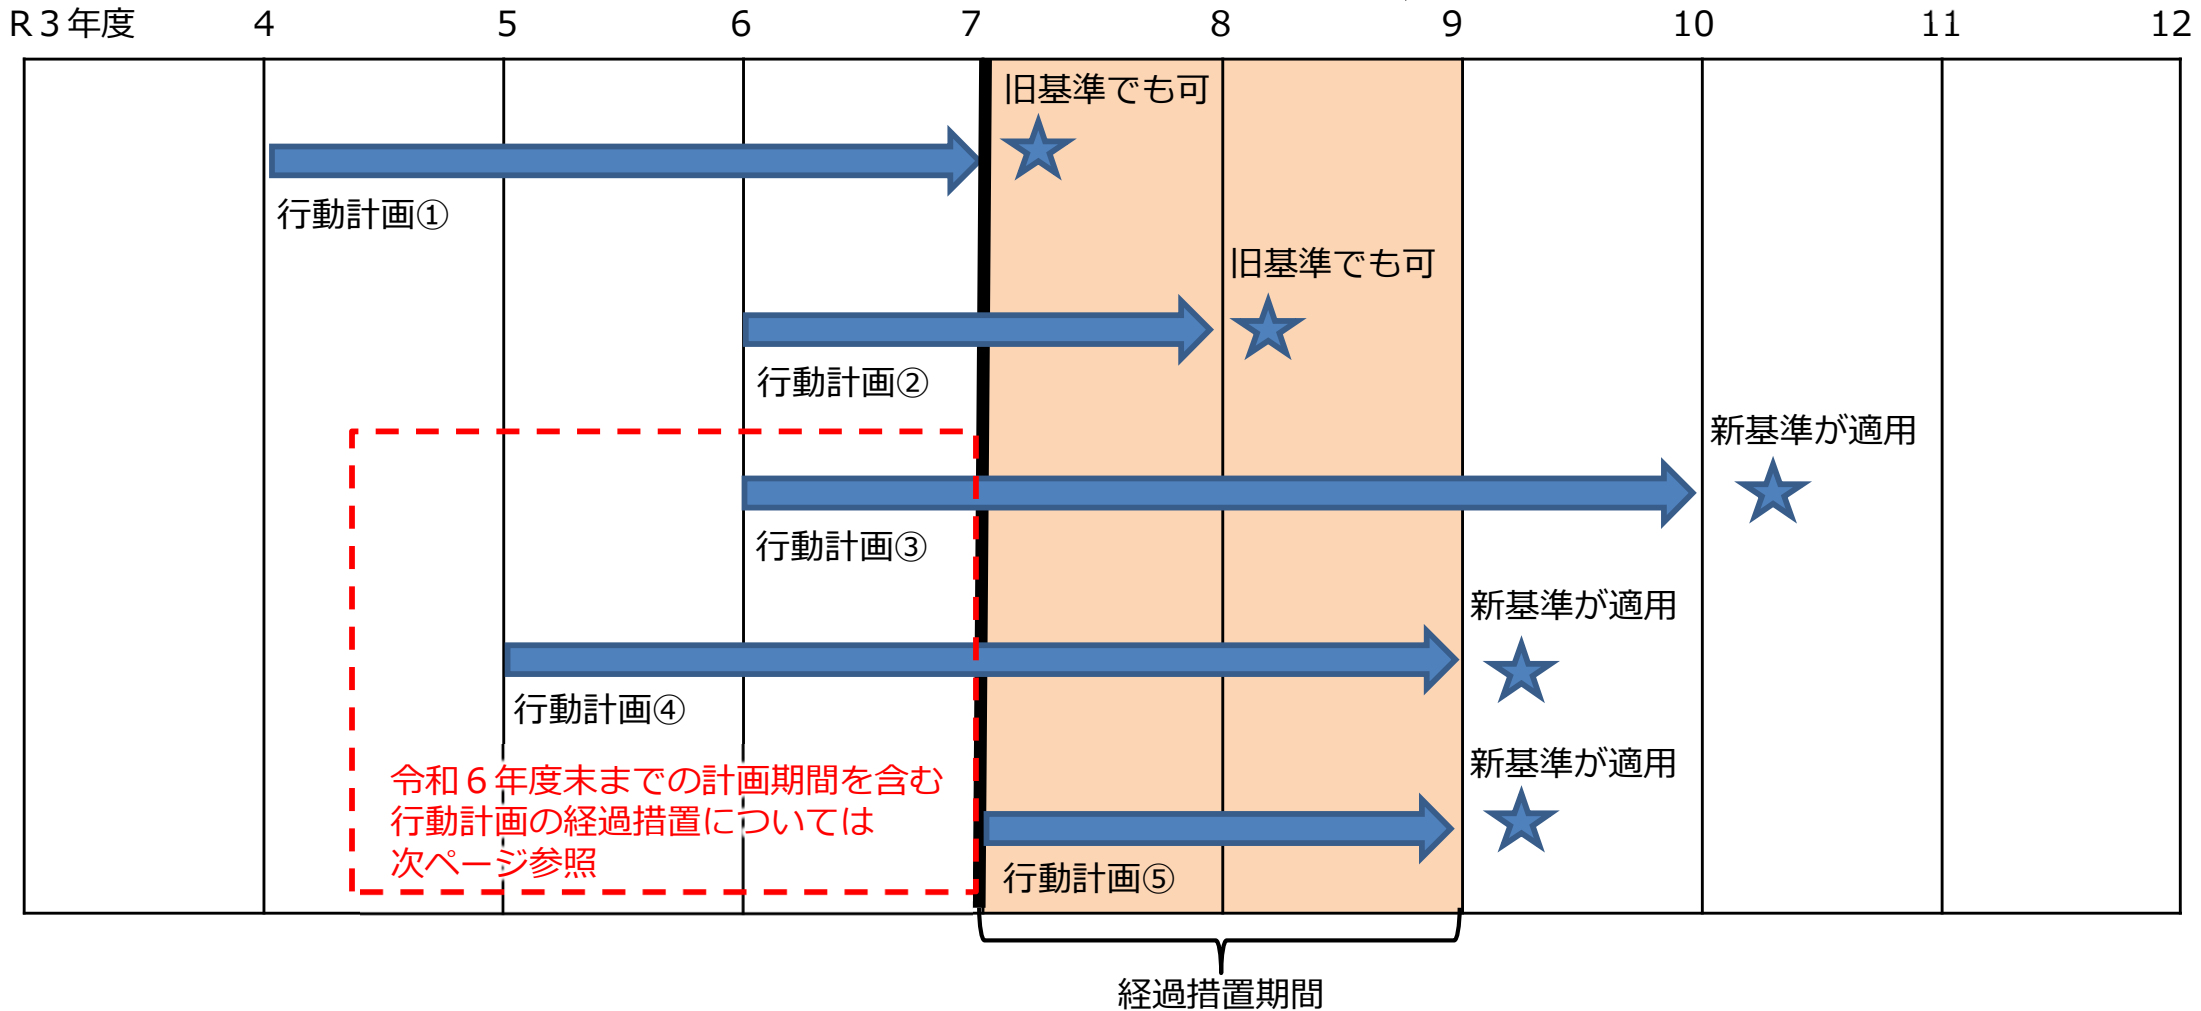 R３年度 4 5 6 7 8 9 10 11 12
旧基準でも可
行動計画①
旧基準でも可
行動計画②
新基準が適用
行動計画③
新基準が適用
行動計画④
新基準が適用
令和６年度末までの計画期間を含む
行動計画の経過措置については
次ページ参照
行動計画⑤
経過措置期間